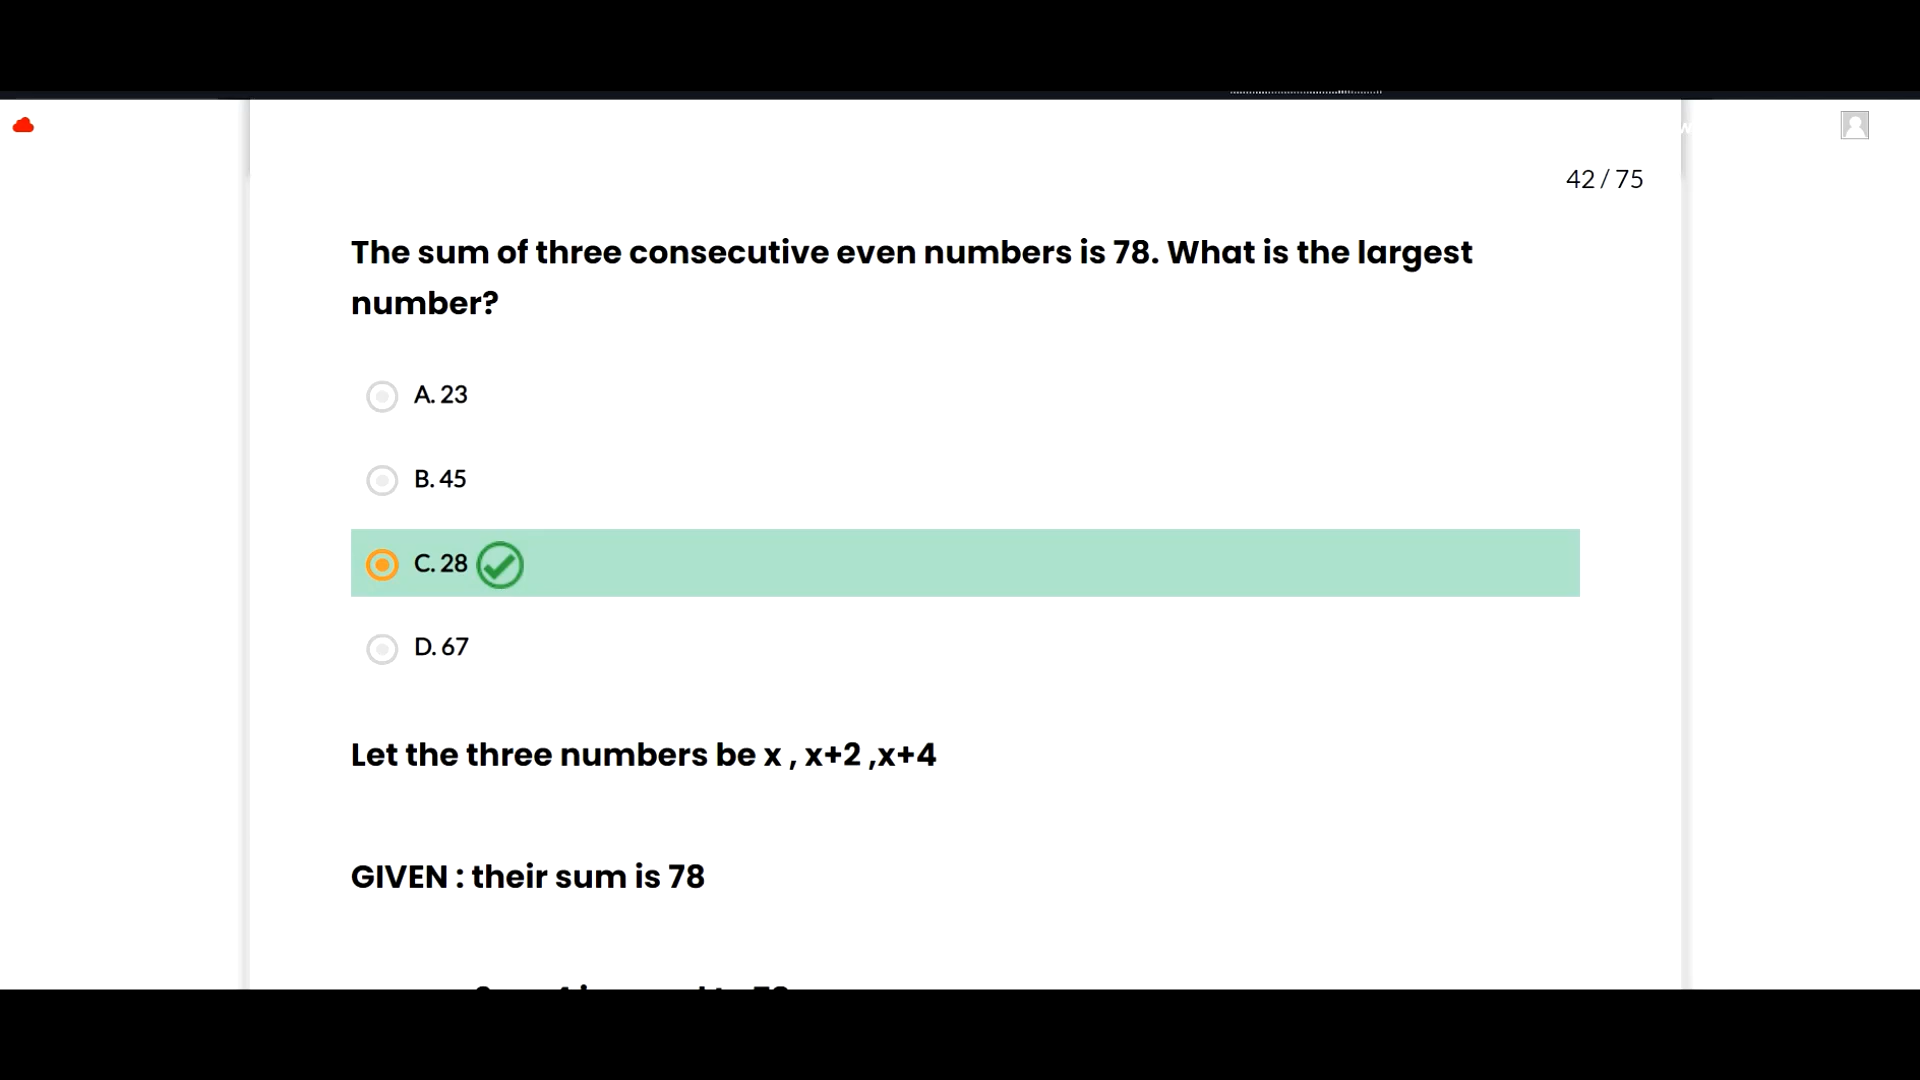 42 / 75
The sum of three consecutive even numbers is 78. What is the largest
number?
A. 23
B. 45
C. 28
D. 67
Let the three numbers be x , x+2 ,x+4
GIVEN : their sum is 78